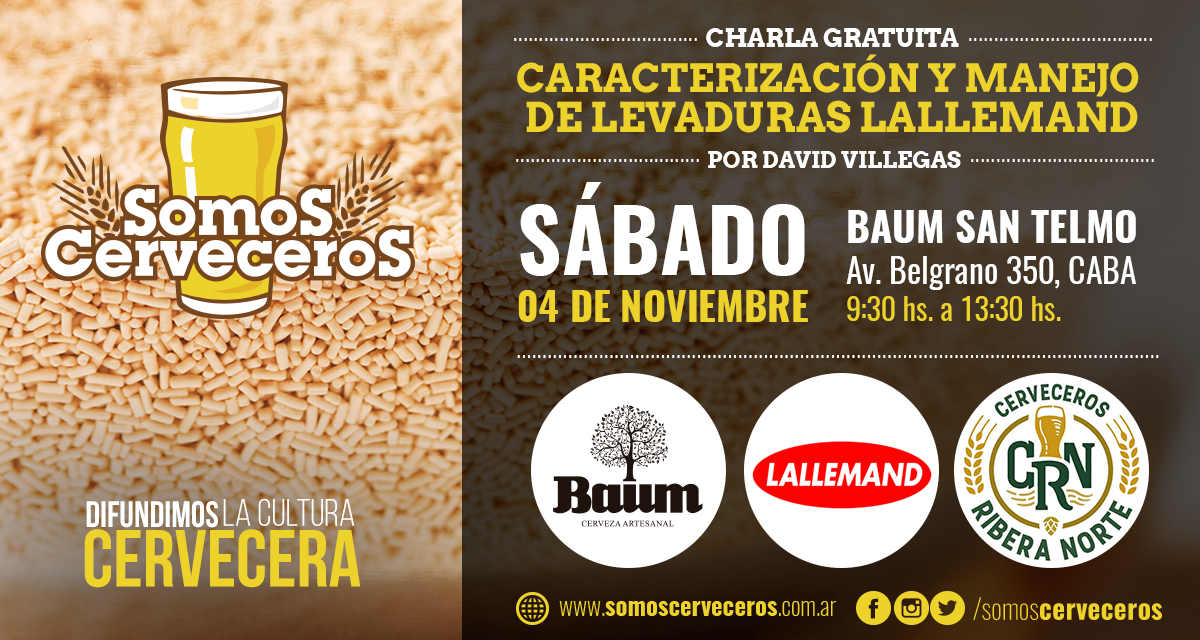 SomoS
CerveceroS
DIFUNDIMOS LA CULTURA
CERVECERA
CHARLA GRATUITA
CARACTERIZACIÓN Y MANEJO
DE LEVADURAS LALLEMAND
POR DAVID VILLEGAS
SÁBADO
04 DE NOVIEMBRE
BAUM SAN TELMO
Av. Belgrano 350, CABA
9:30 hs. a 13:30 hs.
Baum
CERVEZA ARTESANAL
LALLEMAND
CERVECEROS
CRN
RIBERA NORTE
www.somoscerveceros.com.ar
/somoscerveceros